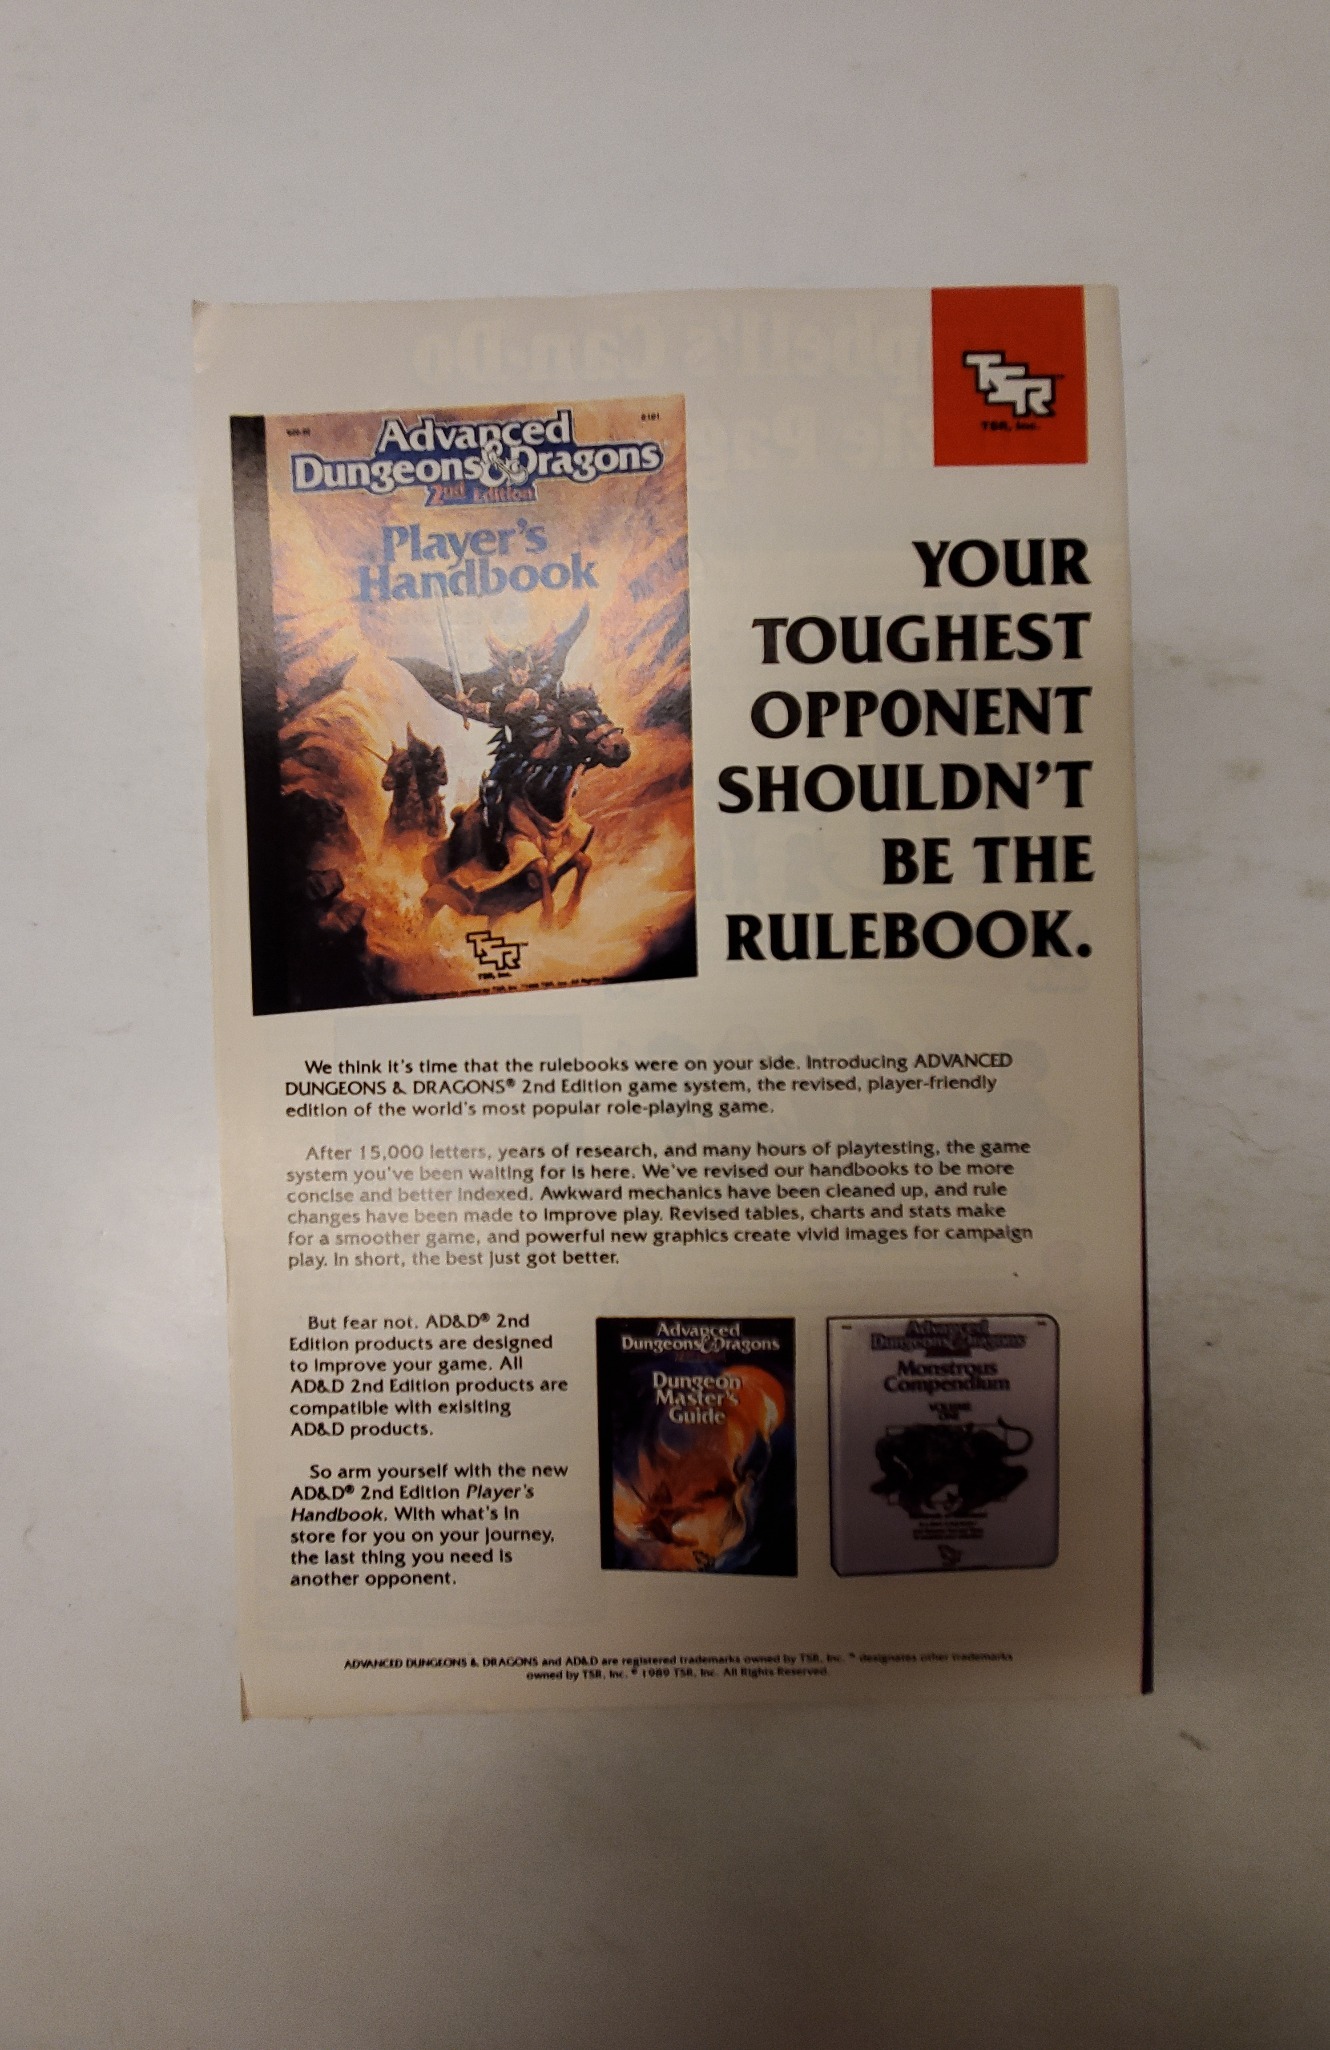 TSR
TSR, Inc.
Advanced
Dungeons & Dragons
2nd Edition
Player's
Handbook
TSR
TSR, Inc.
YOUR
TOUGHEST
OPPONENT
SHOULDN'T
BE THE
RULEBOOK.
We think it's time that the rulebooks were on your side. Introducing ADVANCED
DUNGEONS & DRAGONS® 2nd Edition game system, the revised, player-friendly
edition of the world's most popular role-playing game.
After 15,000 letters, years of research, and many hours of playtesting, the game
system you've been waiting for is here. We've revised our handbooks to be more
concise and better indexed. Awkward mechanics have been cleaned up, and rule
changes have been made to improve play. Revised tables, charts and stats make
for a smoother game, and powerful new graphics create vivid images for campaign
play. In short, the best just got better.
But fear not. AD&D® 2nd
Edition products are designed
to improve your game. All
AD&D 2nd Edition products are
compatible with exisiting
AD&D products.
So arm yourself with the new
AD&D® 2nd Edition Player's
Handbook. With what's in
store for you on your journey,
the last thing you need is
another opponent.
Advanced
Dungeons & Dragons
Dungeon
Master's
Guide
Advanced
Dungeons & Dragons
Monstrous
Compendium
VOLUME
ONE
ADVANCED DUNGEONS & DRAGONS and AD&D are registered trademarks owned by TSR, Inc. ™ designates other trademarks
owned by TSR, Inc. © 1989 TSR, Inc. All Rights Reserved.